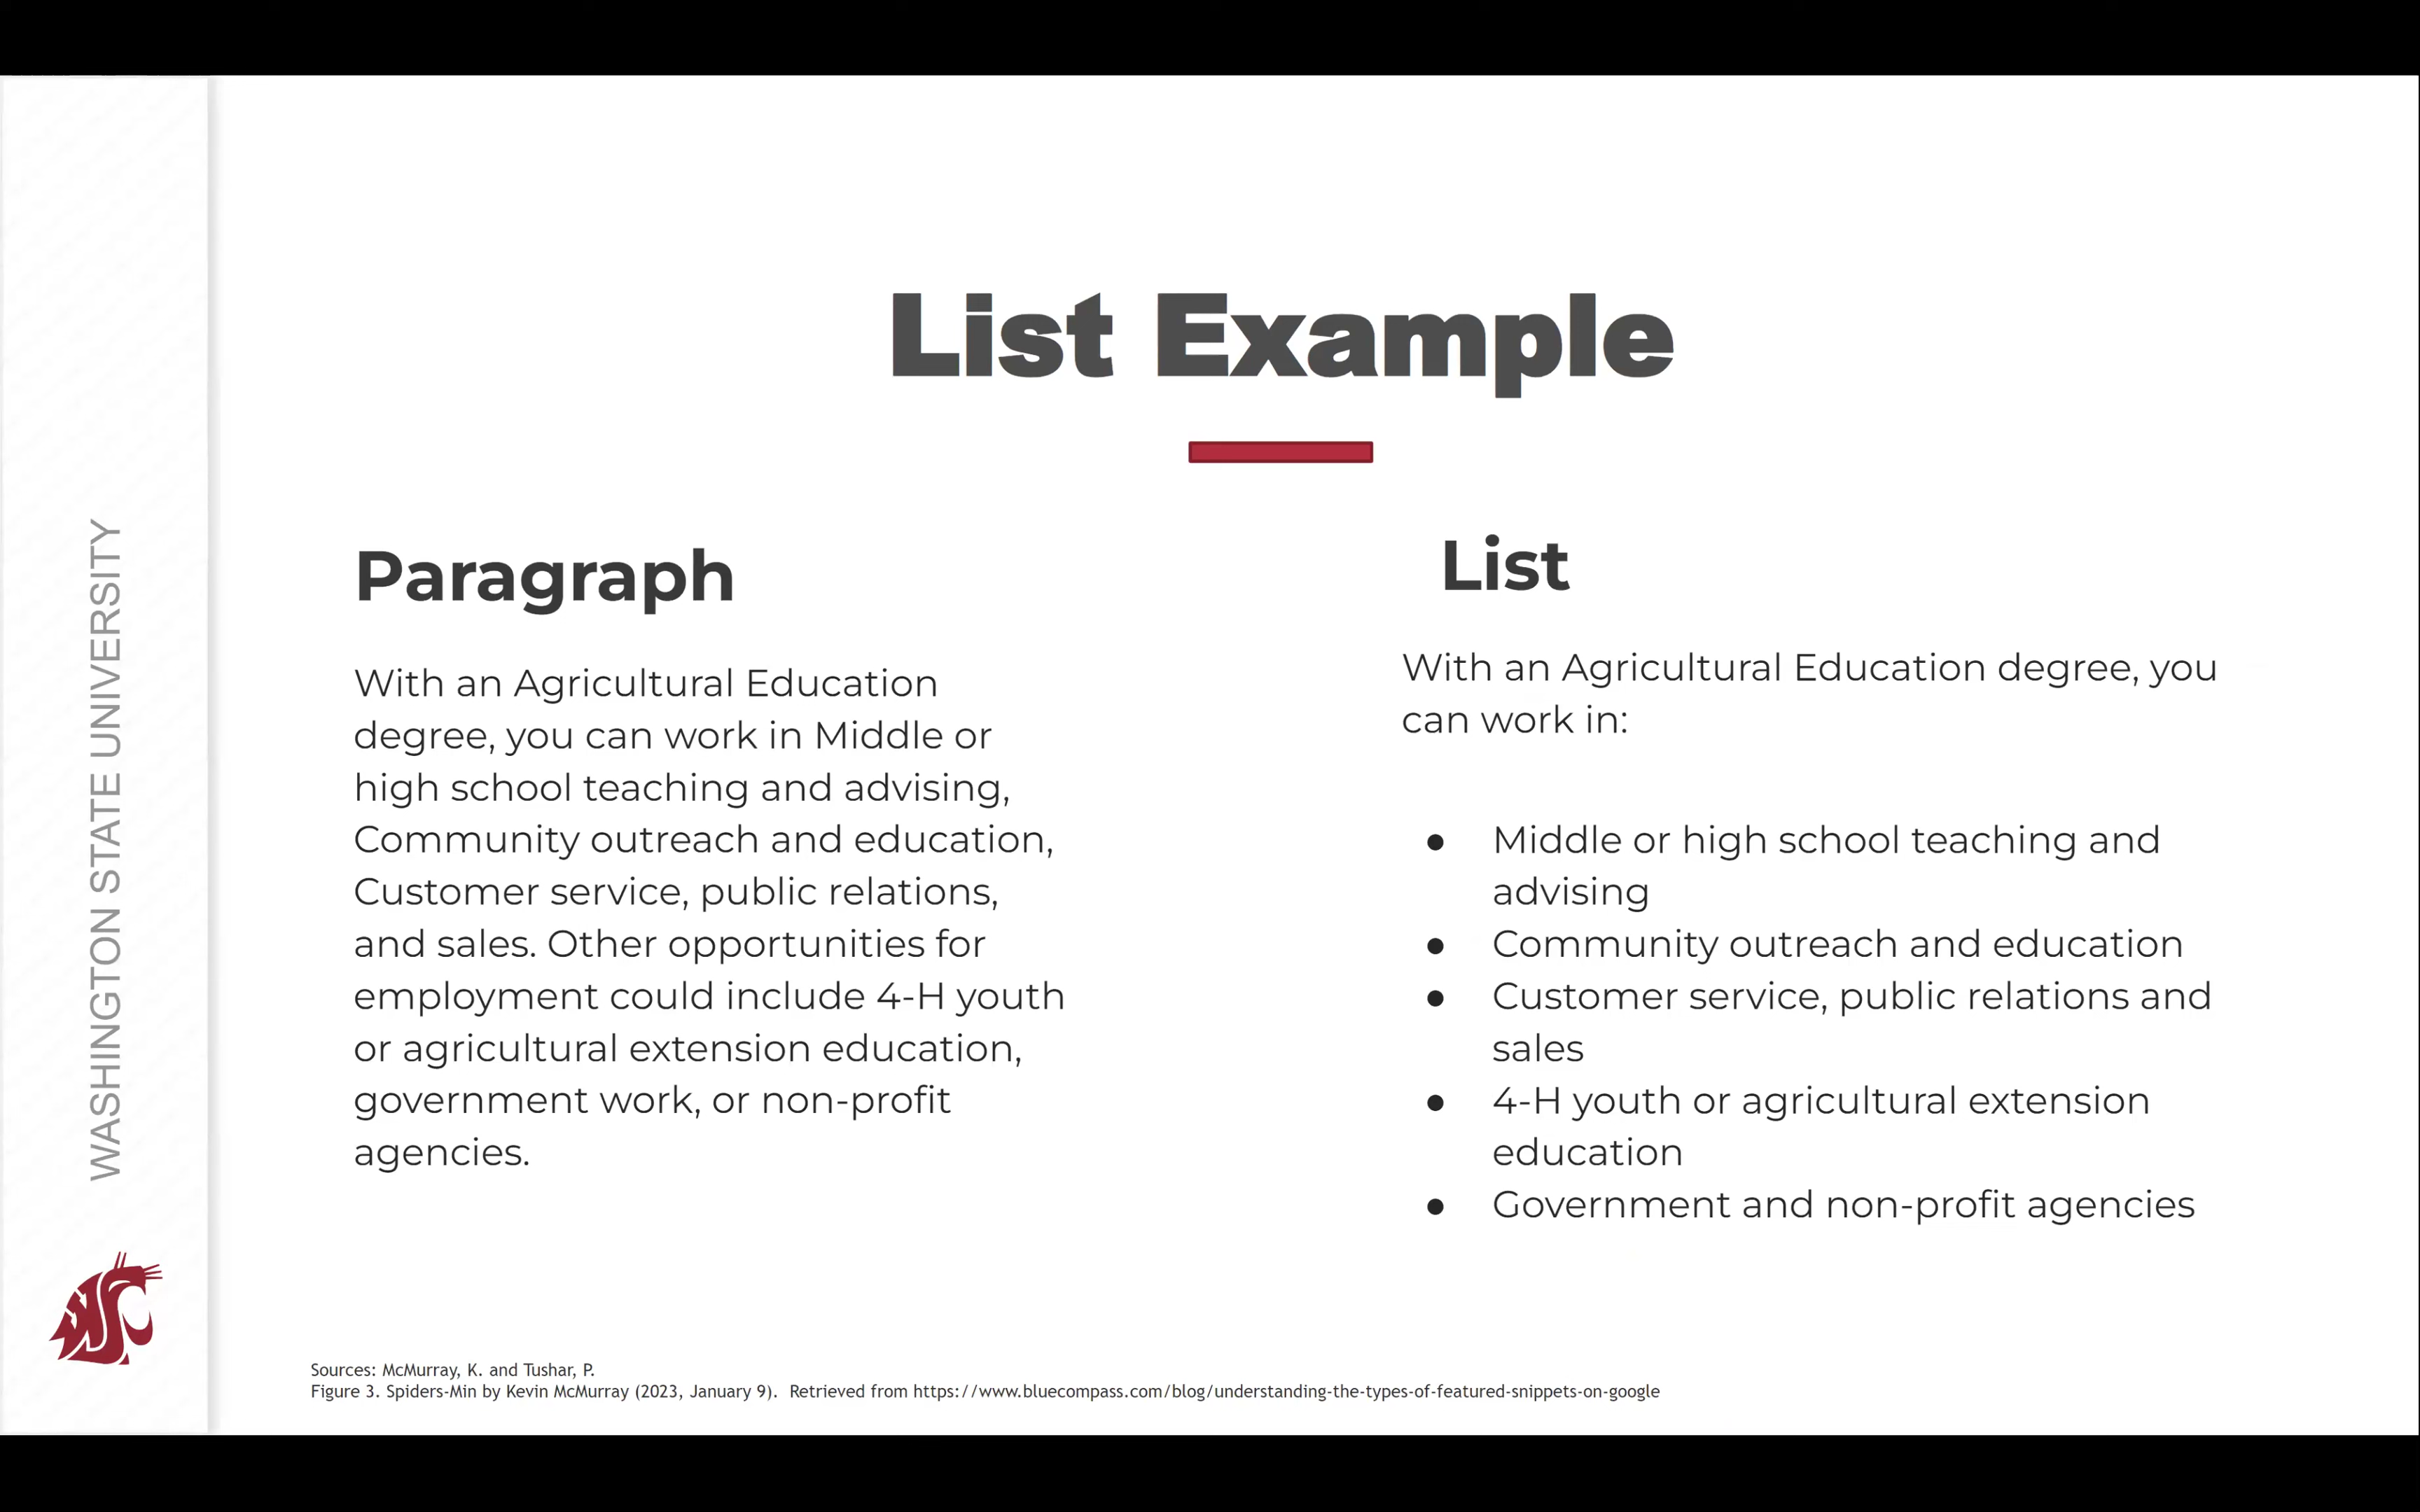 WASHINGTON STATE UNIVERSITY
List Example
Paragraph
With an Agricultural Education
degree, you can work in Middle or
high school teaching and advising,
Community outreach and education,
Customer service, public relations,
and sales. Other opportunities for
employment could include 4-H youth
or agricultural extension education,
government work, or non-profit
agencies.
List
With an Agricultural Education degree, you
can work in:
● Middle or high school teaching and
advising
● Community outreach and education
● Customer service, public relations and
sales
● 4-H youth or agricultural extension
education
● Government and non-profit agencies
Sources: McMurray, K. and Tushar, P.
Figure 3. Spiders-Min by Kevin McMurray (2023, January 9). Retrieved from https://www.bluecompass.com/blog/understanding-the-types-of-featured-snippets-on-google
WSC